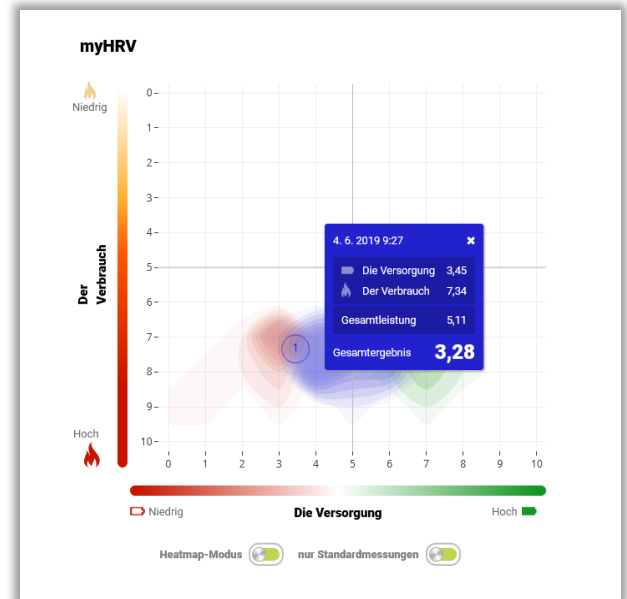 myHRV
Niedrig
0
1
2
3
4
5
6
7
8
9
10
Der
Verbrauch
Hoch
4. 6. 2019 9:27 ✖
Die Versorgung 3,45
Der Verbrauch 7,34
Gesamtleistung 5,11
Gesamtergebnis 3,28
1
0 1 2 3 4 5 6 7 8 9 10
Niedrig Die Versorgung Hoch
Heatmap-Modus nur Standardmessungen